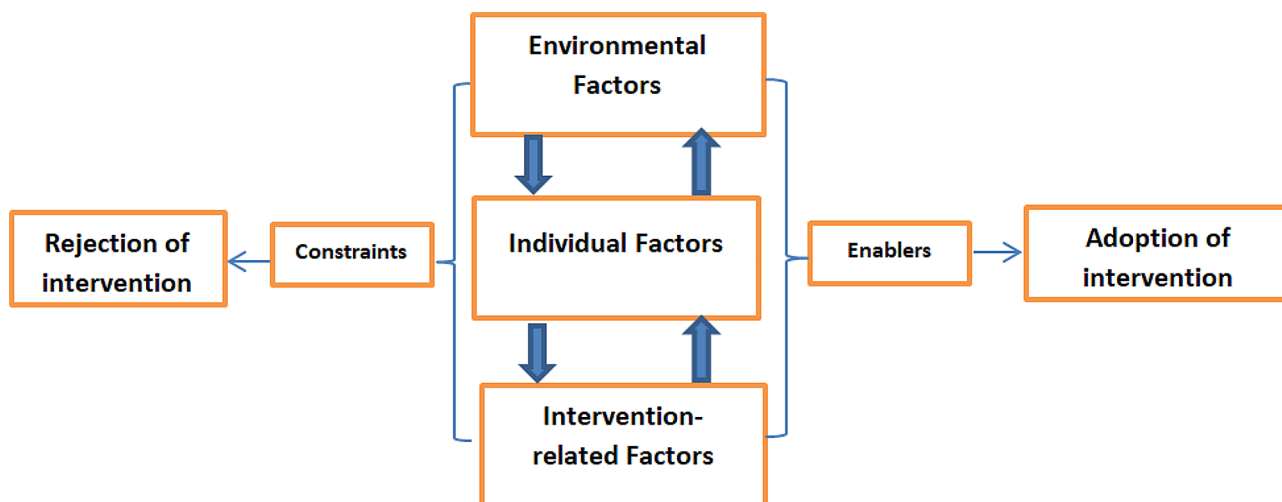 Environmental
Factors
Rejection of
intervention
Constraints
Individual Factors
Enablers
Adoption of
intervention
Intervention-
related Factors